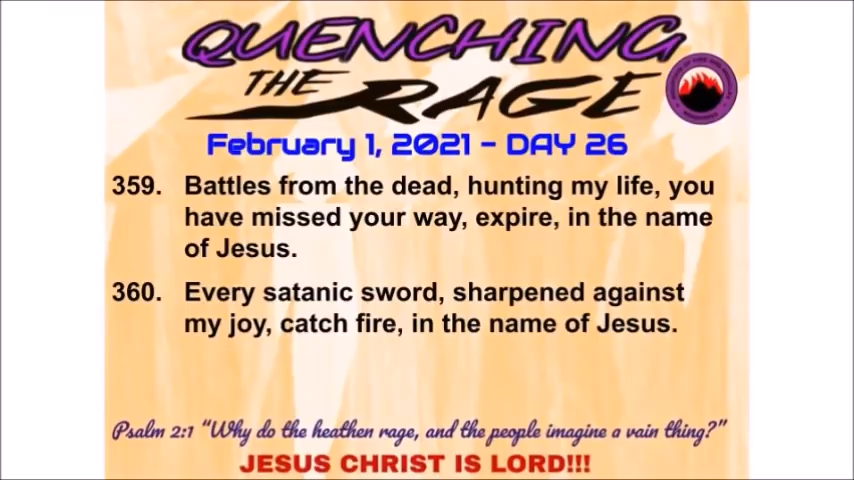 QUENCHING
THE RAGE
February 1, 2021 - DAY 26
359. Battles from the dead, hunting my life, you
have missed your way, expire, in the name
of Jesus.
360. Every satanic sword, sharpened against
my joy, catch fire, in the name of Jesus.
Psalm 2:1 “Why do the heathen rage, and the people imagine a vain thing?”
JESUS CHRIST IS LORD!!!